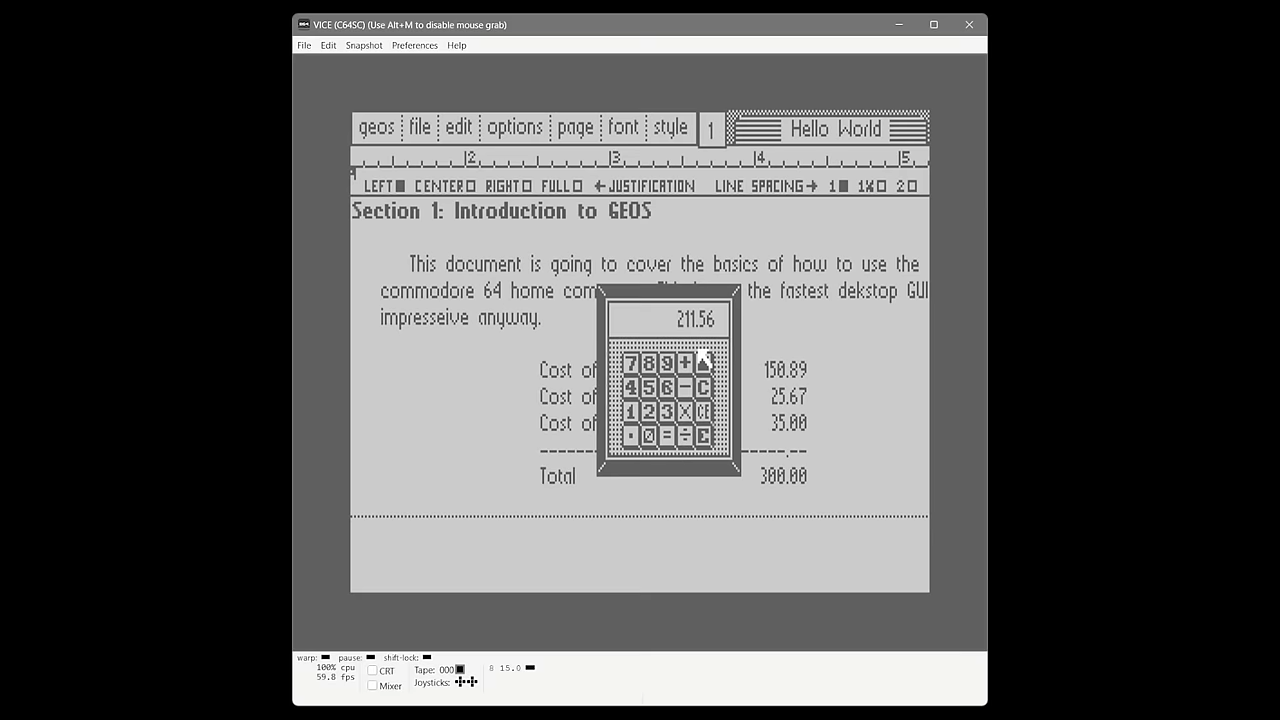 VICE (C64SC) (Use Alt+M to disable mouse grab)
File Edit Snapshot Preferences Help
geos file edit options page font style 1 Hello World
2 3 4 5
LEFT CENTER RIGHT FULL ←JUSTIFICATION LINE SPACING→ 1 1½ 2
Section 1: Introduction to GEOS
This document is going to cover the basics of how to use the
commodore 64 home com the fastest dekstop GUI
impresseive anyway.
211.56
7 8 9 +
4 5 6 - C
1 2 3 X CE
. 0 = ÷ Σ
Cost of 150.89
Cost of 25.67
Cost of 35.00
Total 300.00
warp: pause: shift-lock:
100% cpu
59.8 fps
CRT
Mixer
Tape: 000
Joysticks:
8 15.0